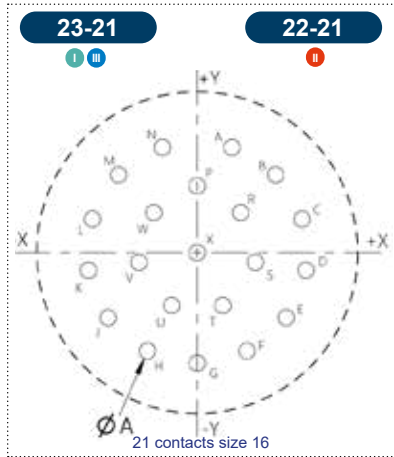 23-21 22-21
I III II
+Y
N A
M P B
L W R C
X X +X
K V S D
J U T E
H G F
ØA
-Y
21 contacts size 16